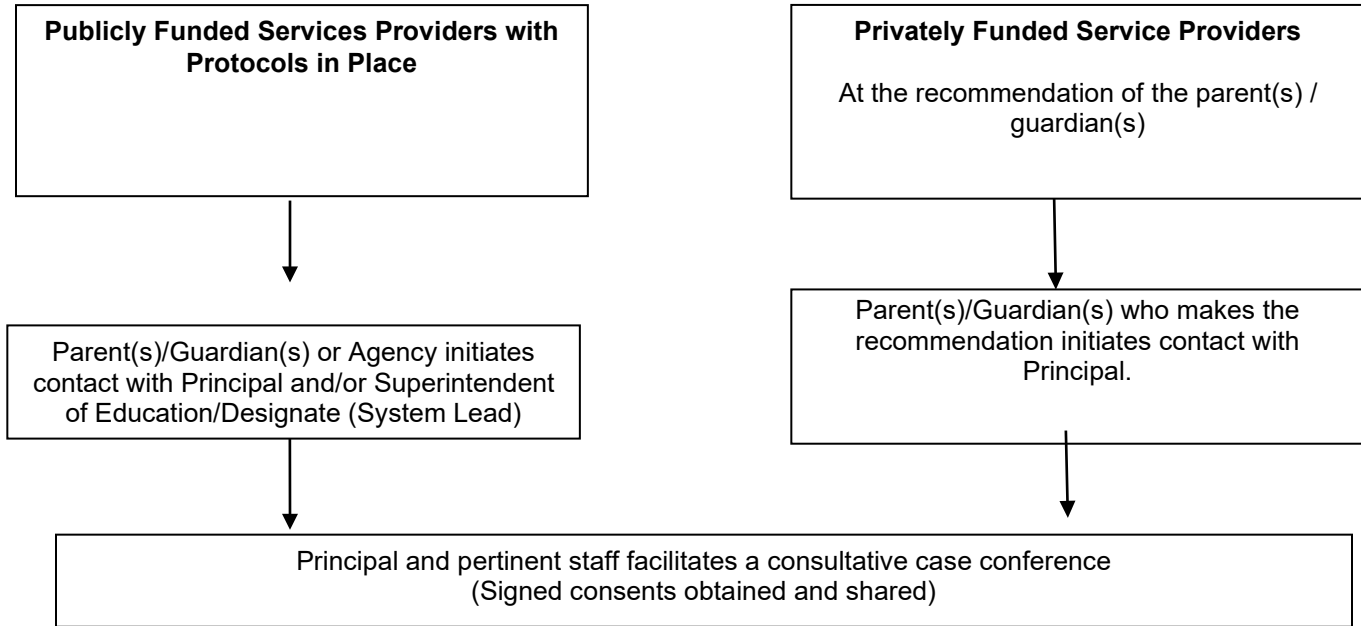 Publicly Funded Services Providers with
Protocols in Place
Privately Funded Service Providers
At the recommendation of the parent(s) /
guardian(s)
Parent(s)/Guardian(s) or Agency initiates
contact with Principal and/or Superintendent
of Education/Designate (System Lead)
Parent(s)/Guardian(s) who makes the
recommendation initiates contact with
Principal.
Principal and pertinent staff facilitates a consultative case conference
(Signed consents obtained and shared)